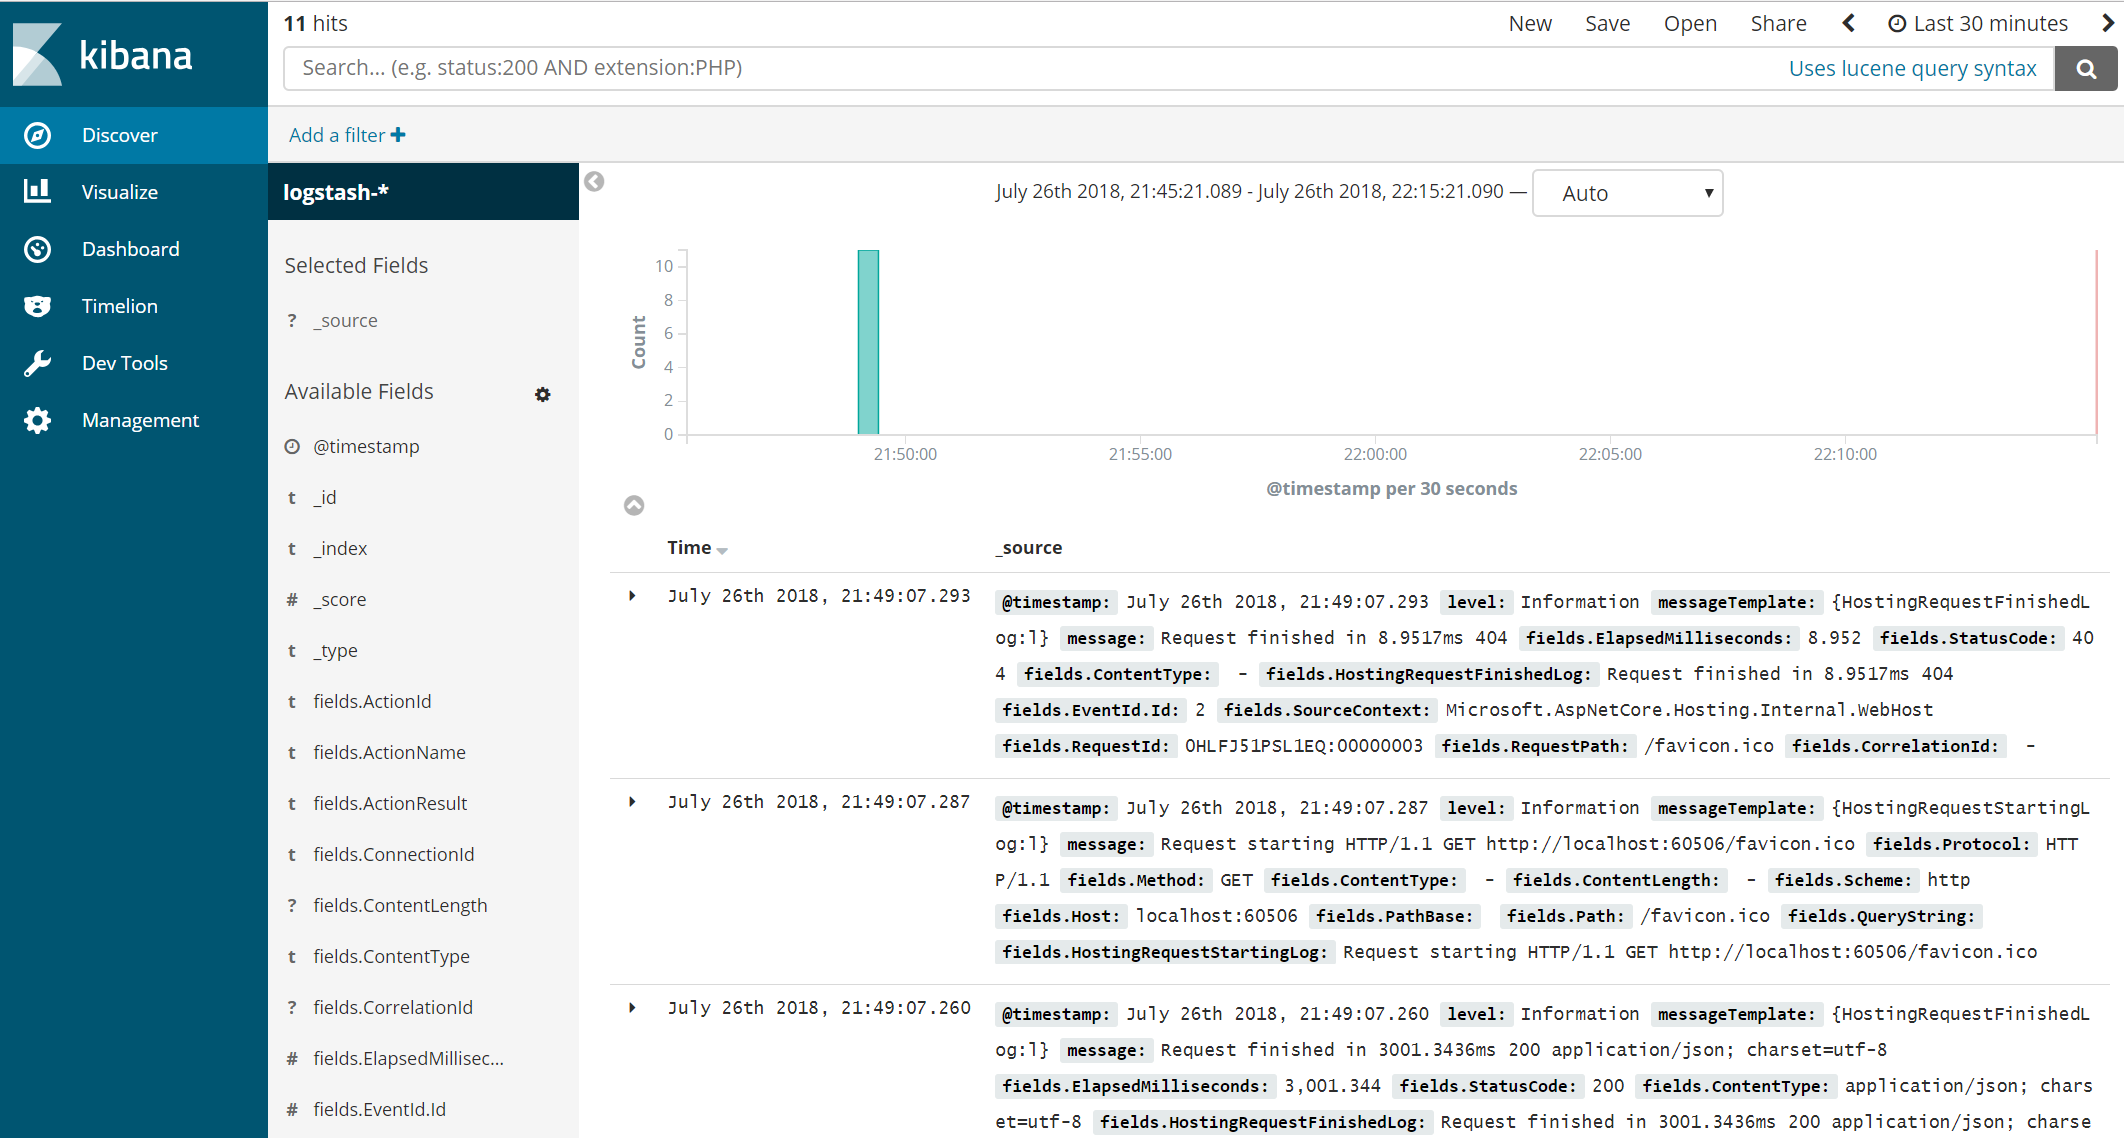 kibana
Discover
Visualize
Dashboard
Timelion
Dev Tools
Management
11 hits
New Save Open Share Last 30 minutes
Search... (e.g. status:200 AND extension:PHP) Uses lucene query syntax
Add a filter
logstash-*
Selected Fields
? _source
Available Fields
@timestamp
t _id
t _index
# _score
t _type
t fields.ActionId
t fields.ActionName
t fields.ActionResult
t fields.ConnectionId
? fields.ContentLength
t fields.ContentType
? fields.CorrelationId
# fields.ElapsedMillisec...
# fields.EventId.Id
July 26th 2018, 21:45:21.089 - July 26th 2018, 22:15:21.090 — Auto
Count
10
8
6
4
2
0
21:50:00 21:55:00 22:00:00 22:05:00 22:10:00
@timestamp per 30 seconds
Time _source
July 26th 2018, 21:49:07.293 @timestamp: July 26th 2018, 21:49:07.293 level: Information messageTemplate: {HostingRequestFinishedL
og:l} message: Request finished in 8.9517ms 404 fields.ElapsedMilliseconds: 8.952 fields.StatusCode: 40
4 fields.ContentType: - fields.HostingRequestFinishedLog: Request finished in 8.9517ms 404
fields.EventId.Id: 2 fields.SourceContext: Microsoft.AspNetCore.Hosting.Internal.WebHost
fields.RequestId: 0HLFJ51PSL1EQ:00000003 fields.RequestPath: /favicon.ico fields.CorrelationId: -
July 26th 2018, 21:49:07.287 @timestamp: July 26th 2018, 21:49:07.287 level: Information messageTemplate: {HostingRequestStartingL
og:l} message: Request starting HTTP/1.1 GET http://localhost:60506/favicon.ico fields.Protocol: HTT
P/1.1 fields.Method: GET fields.ContentType: - fields.ContentLength: - fields.Scheme: http
fields.Host: localhost:60506 fields.PathBase: fields.Path: /favicon.ico fields.QueryString:
fields.HostingRequestStartingLog: Request starting HTTP/1.1 GET http://localhost:60506/favicon.ico
July 26th 2018, 21:49:07.260 @timestamp: July 26th 2018, 21:49:07.260 level: Information messageTemplate: {HostingRequestFinishedL
og:l} message: Request finished in 3001.3436ms 200 application/json; charset=utf-8
fields.ElapsedMilliseconds: 3,001.344 fields.StatusCode: 200 fields.ContentType: application/json; chars
et=utf-8 fields.HostingRequestFinishedLog: Request finished in 3001.3436ms 200 application/json; charse